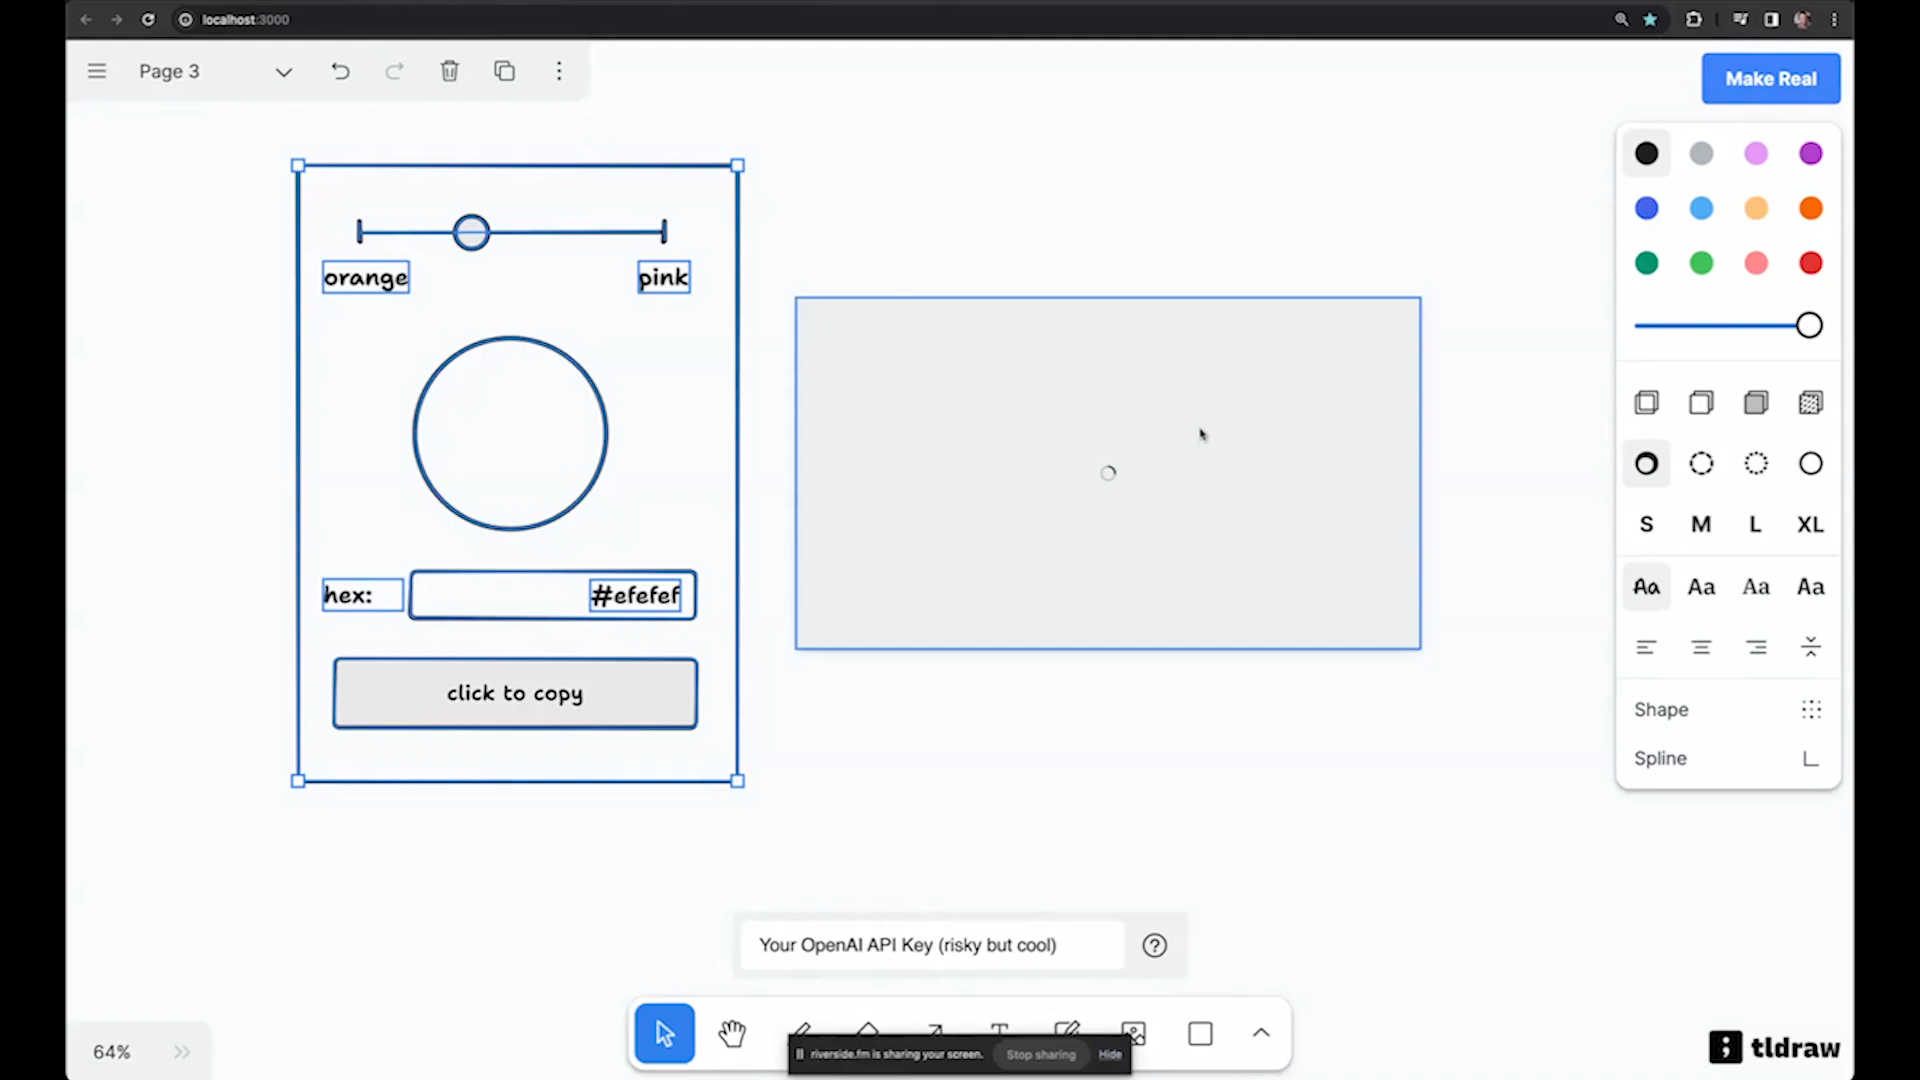 localhost:3000
Page 3
Make Real
orange
pink
hex:
#efefef
click to copy
S M L XL
Aa Aa Aa Aa
Shape
Spline
Your OpenAI API Key (risky but cool)
riverside.fm is sharing your screen. Stop sharing Hide
64%
tldraw